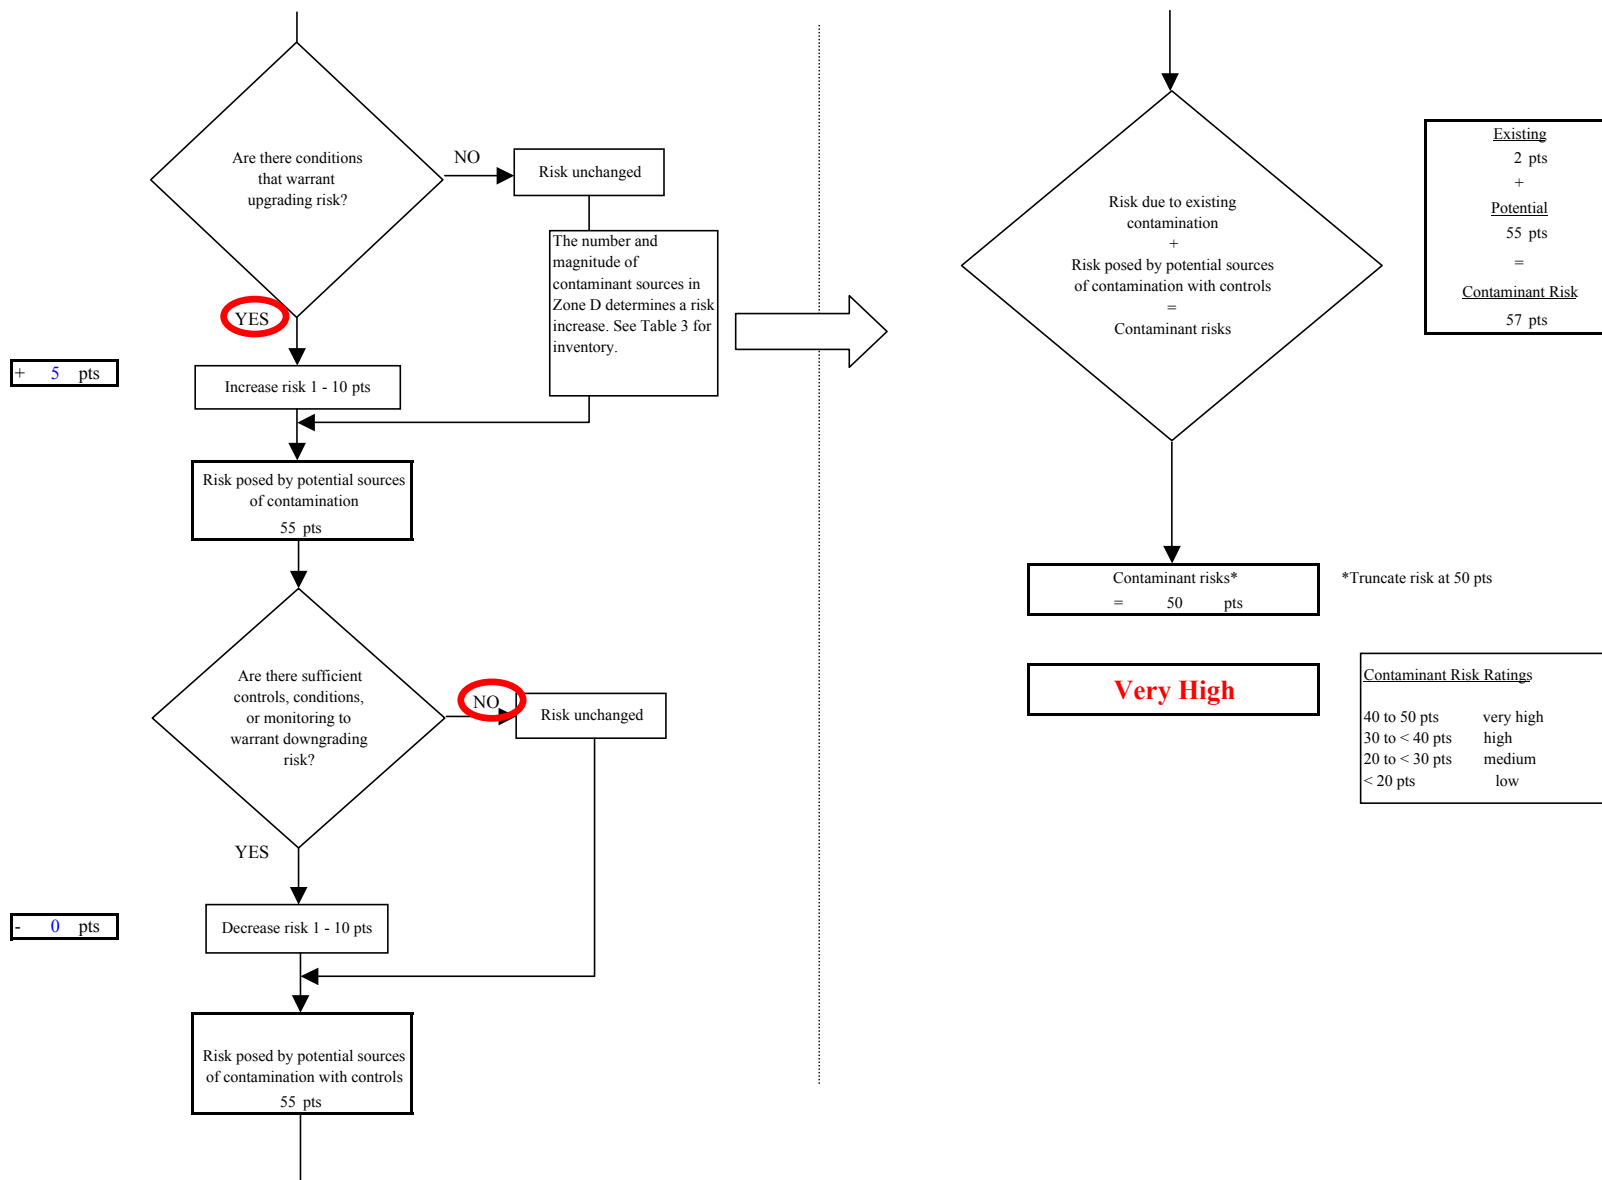 Are there conditions
that warrant
upgrading risk?
NO
Risk unchanged
The number and
magnitude of
contaminant sources in
Zone D determines a risk
increase. See Table 3 for
inventory.
YES
+ 5 pts
Increase risk 1 - 10 pts
Risk posed by potential sources
of contamination
55 pts
Are there sufficient
controls, conditions,
or monitoring to
warrant downgrading
risk?
NO
Risk unchanged
YES
- 0 pts
Decrease risk 1 - 10 pts
Risk posed by potential sources
of contamination with controls
55 pts
Risk due to existing
contamination
+
Risk posed by potential sources
of contamination with controls
=
Contaminant risks
Existing
2 pts
+
Potential
55 pts
=
Contaminant Risk
57 pts
Contaminant risks*
= 50 pts
*Truncate risk at 50 pts
Very High
Contaminant Risk Ratings
40 to 50 pts very high
30 to < 40 pts high
20 to < 30 pts medium
< 20 pts low